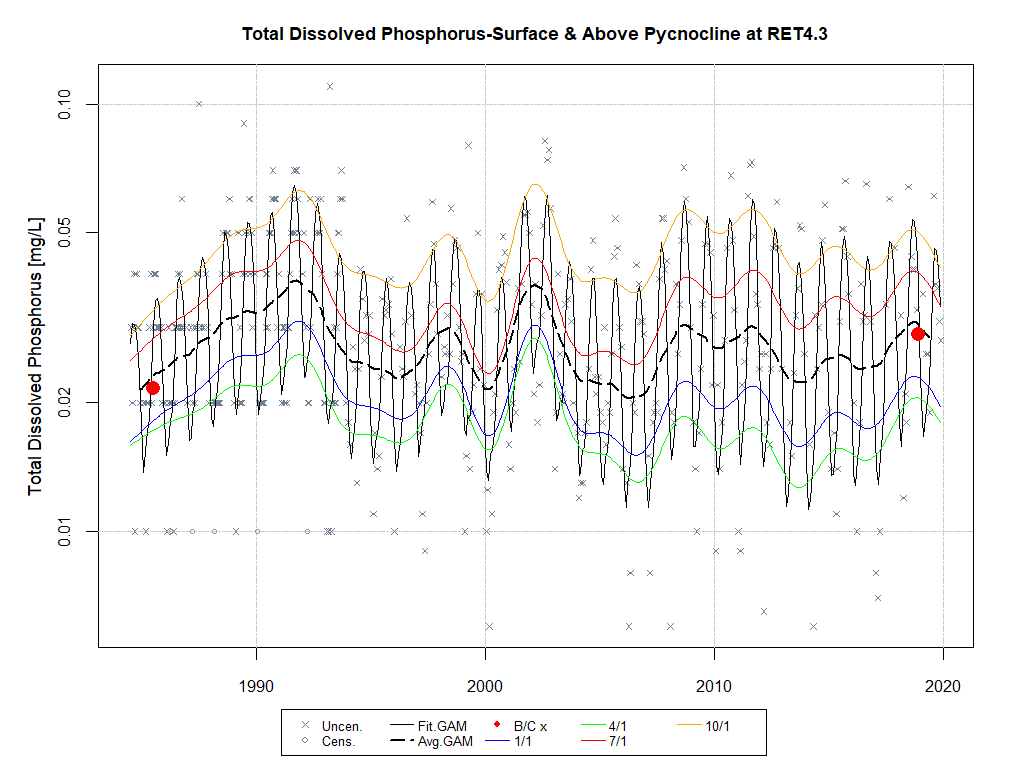 Total Dissolved Phosphorus-Surface & Above Pycnocline at RET4.3
Total Dissolved Phosphorus [mg/L]
0.10
0.05
0.02
0.01
1990 2000 2010 2020
Uncen. Fit.GAM B/C x 4/1 10/1
Cens. Avg.GAM 1/1 7/1